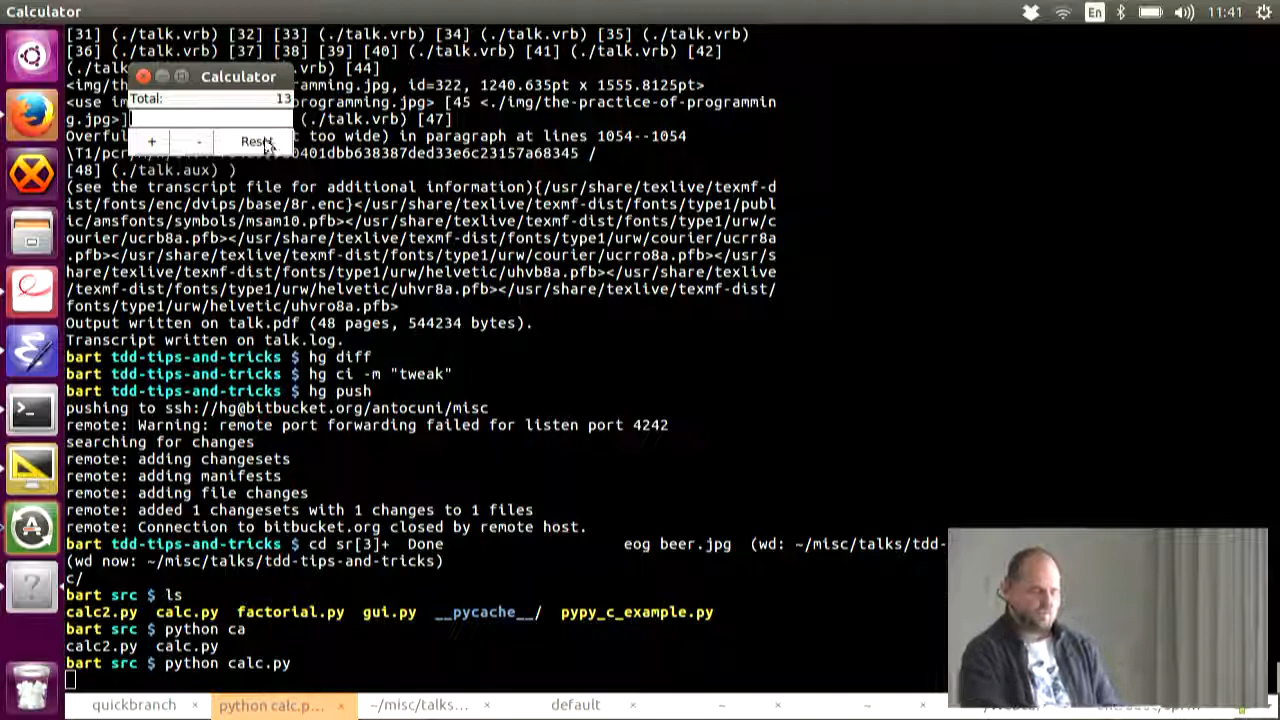 Calculator
En
11:41
[31] (./talk.vrb) [32] [33] (./talk.vrb) [34] (./talk.vrb) [35] (./talk.vrb)
[36] (./talk.vrb) [37] [38] [39] [40] (./talk.vrb) [41] (./talk.vrb) [42]
(./ta
rb) [44]
Calculator
Total: 13
+ - Reset
<img/th
ramming.jpg, id=322, 1240.635pt x 1555.8125pt>
<use im
programming.jpg> [45 <./img/the-practice-of-programmin
g.jpg>]
(./talk.vrb) [47]
Overfu
too wide) in paragraph at lines 1054--1054
\T1/pcr/
0401dbb638387ded33e6c23157a68345 /
[48] (./talk.aux) )
(see the transcript file for additional information){/usr/share/texlive/texmf-d
ist/fonts/enc/dvips/base/8r.enc}</usr/share/texlive/texmf-dist/fonts/type1/publ
ic/amsfonts/symbols/msam10.pfb></usr/share/texlive/texmf-dist/fonts/type1/urw/c
ourier/ucrb8a.pfb></usr/share/texlive/texmf-dist/fonts/type1/urw/courier/ucrr8a
.pfb></usr/share/texlive/texmf-dist/fonts/type1/urw/courier/ucrro8a.pfb></usr/s
hare/texlive/texmf-dist/fonts/type1/urw/helvetic/uhvb8a.pfb></usr/share/texlive
/texmf-dist/fonts/type1/urw/helvetic/uhvr8a.pfb></usr/share/texlive/texmf-dist/
fonts/type1/urw/helvetic/uhvro8a.pfb>
Output written on talk.pdf (48 pages, 544234 bytes).
Transcript written on talk.log.
bart tdd-tips-and-tricks $ hg diff
bart tdd-tips-and-tricks $ hg ci -m "tweak"
bart tdd-tips-and-tricks $ hg push
pushing to ssh://hg@bitbucket.org/antocuni/misc
remote: Warning: remote port forwarding failed for listen port 4242
searching for changes
remote: adding changesets
remote: adding manifests
remote: adding file changes
remote: added 1 changesets with 1 changes to 1 files
remote: Connection to bitbucket.org closed by remote host.
bart tdd-tips-and-tricks $ cd sr[3]+ Done eog beer.jpg (wd: ~/misc/talks/tdd-
(wd now: ~/misc/talks/tdd-tips-and-tricks)
c/
bart src $ ls
calc2.py calc.py factorial.py gui.py __pycache__/ pypy_c_example.py
bart src $ python ca
calc2.py calc.py
bart src $ python calc.py
quickbranch × python calc.p... × ~/misc/talks... × default × ~ × ~ ×